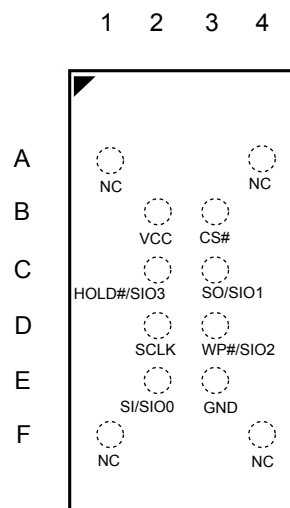 1 2 3 4
A
NC NC
B
VCC CS#
C
HOLD#/SIO3 SO/SIO1
D
SCLK WP#/SIO2
E
SI/SIO0 GND
F
NC NC